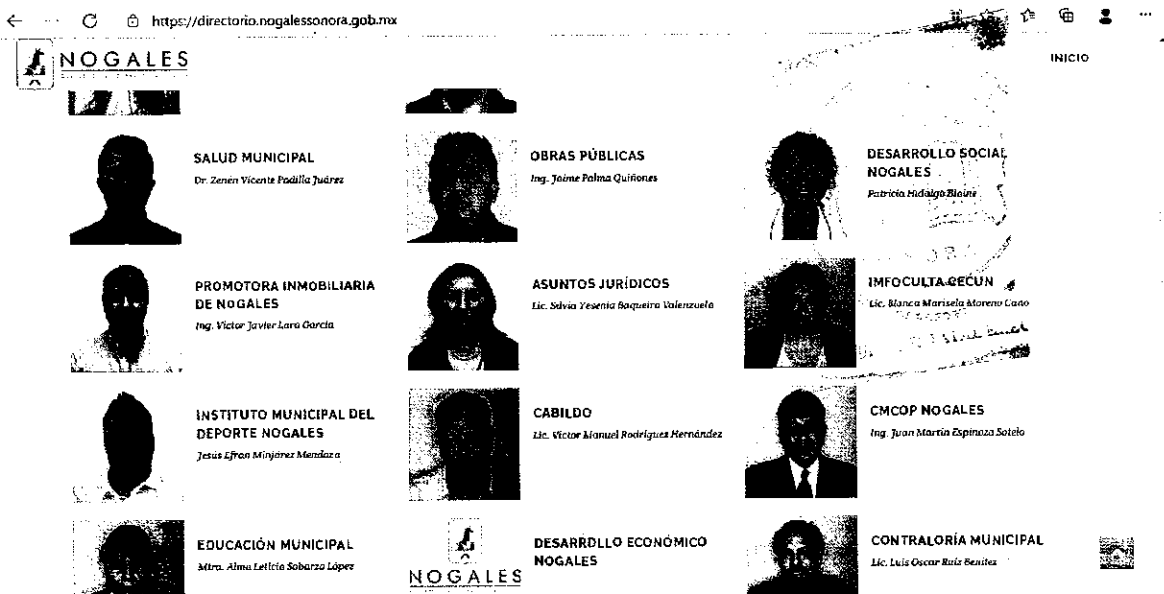 https://directorio.nogalessonora.gob.mx
NOGALES
INICIO
SALUD MUNICIPAL
Dr. Zenén Vicente Padilla Juárez
OBRAS PÚBLICAS
Ing. Jaime Palma Quiñones
DESARROLLO SOCIAL
NOGALES
Patricia Hidalgo Blaine
PROMOTORA INMOBILIARIA
DE NOGALES
Ing. Victor Javier Lara García
ASUNTOS JURÍDICOS
Lic. Silvia Yesenia Baqueiro Valenzuela
IMFOCULTA CECUN
Lic. Blanca Marisela Moreno Cano
INSTITUTO MUNICIPAL DEL
DEPORTE NOGALES
Jesús Efran Minjárez Mendoza
CABILDO
Lic. Victor Manuel Rodríguez Hernández
CMCOP NOGALES
Ing. Juan Martín Espinoza Sotelo
EDUCACIÓN MUNICIPAL
Mtra. Alma Leticia Sobarzo López
NOGALES
DESARROLLO ECONÓMICO
NOGALES
CONTRALORÍA MUNICIPAL
Lic. Luis Oscar Ruiz Benítez